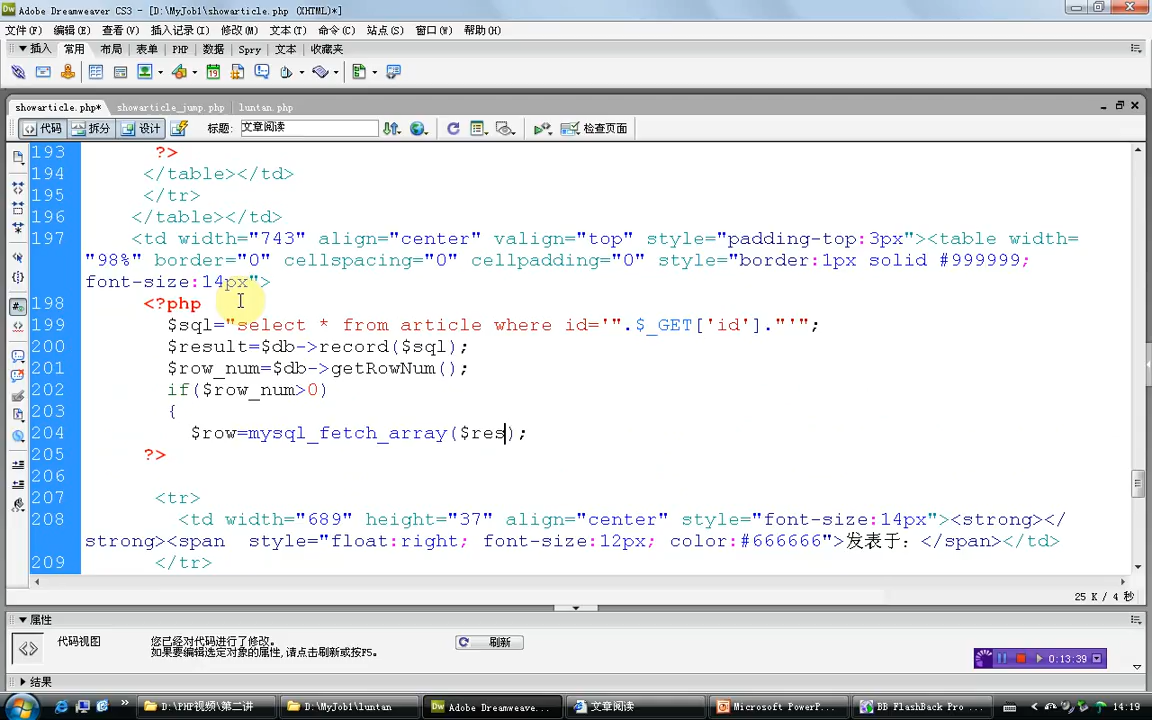 Adobe Dreamweaver CS3 - [D:\MyJob1\showarticle.php (XHTML)*]
文件(F) 编辑(E) 查看(V) 插入记录(I) 修改(M) 文本(T) 命令(C) 站点(S) 窗口(W) 帮助(H)
▼ 插入 常用 布局 表单 PHP 数据 Spry 文本 收藏夹
showarticle.php* showarticle_jump.php luntan.php
代码 拆分 设计 标题: 文章阅读 检查页面
193 ?>
194 </table></td>
195 </tr>
196 </table></td>
197 <td width="743" align="center" valign="top" style="padding-top:3px"><table width=
"98%" border="0" cellspacing="0" cellpadding="0" style="border:1px solid #999999;
font-size:14px">
198 <?php
199 $sql="select * from article where id='".$_GET['id']."'";
200 $result=$db->record($sql);
201 $row_num=$db->getRowNum();
202 if($row_num>0)
203 {
204 $row=mysql_fetch_array($res);
205 ?>
206
207 <tr>
208 <td width="689" height="37" align="center" style="font-size:14px"><strong></
strong><span  style="float:right; font-size:12px; color:#666666">发表于：</span></td>
209 </tr>
25 K / 4 秒
▼ 属性
代码视图 您已经对代码进行了修改。
如果要编辑选定对象的属性,请点击刷新或按F5。
刷新
0:13:39
结果
D:\PHP视频\第二讲 D:\MyJob1\luntan Adobe Dreamweave... 文章阅读 Microsoft PowerP... BB FlashBack Pro ... 14:19